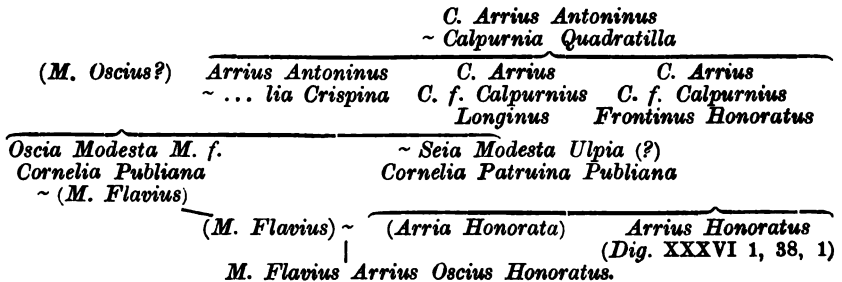 C. Arrius Antoninus
~ Calpurnia Quadratilla
(M. Oscius?) Arrius Antoninus C. Arrius C. Arrius
~ ... lia Crispina C. f. Calpurnius C. f. Calpurnius
Longinus Frontinus Honoratus
Oscia Modesta M. f. ~ Seia Modesta Ulpia (?)
Cornelia Publiana Cornelia Patruina Publiana
~ (M. Flavius)
(M. Flavius) ~ (Arria Honorata) Arrius Honoratus
(Dig. XXXVI 1, 38, 1)
M. Flavius Arrius Oscius Honoratus.